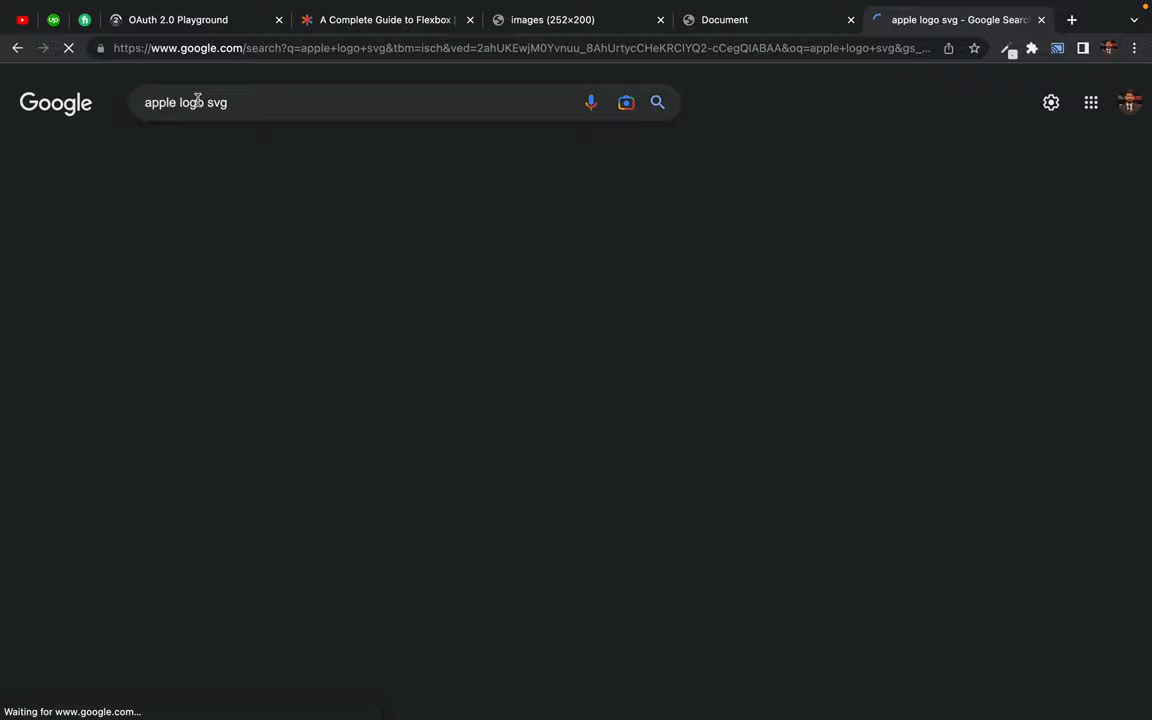 OAuth 2.0 Playground
A Complete Guide to Flexbox |
images (252×200)
Document
apple logo svg - Google Search
https://www.google.com/search?q=apple+logo+svg&tbm=isch&ved=2ahUKEwjM0Yvnuu_8AhUrtycCHeKRCIYQ2-cCegQIABAA&oq=apple+logo+svg&gs_...
Google
apple logo svg
Waiting for www.google.com...